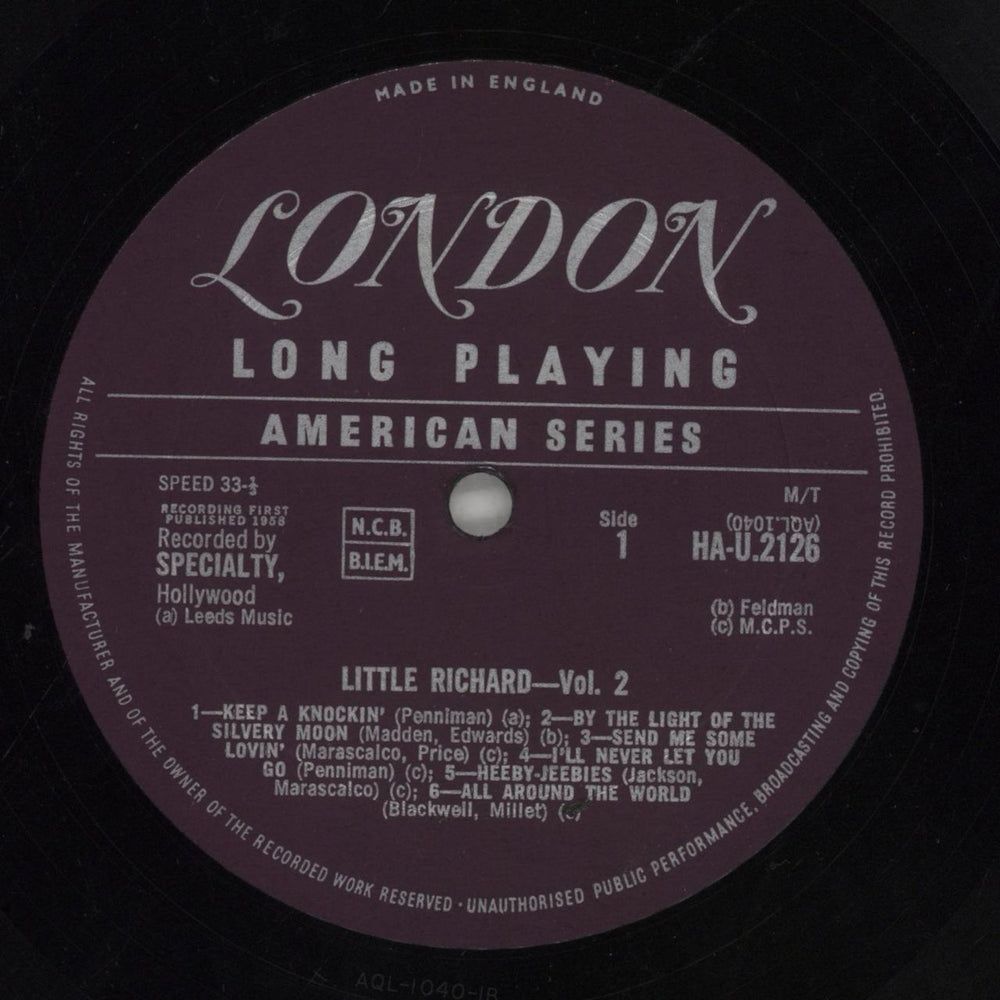 MADE IN ENGLAND
LONDON
LONG PLAYING
AMERICAN SERIES
SPEED 33-⅓
RECORDING FIRST
PUBLISHED 1958
Recorded by
SPECIALTY,
Hollywood
(a) Leeds Music
N.C.B.
B.I.E.M.
Side
1
M/T
(AQL1040)
HA-U.2126
(b) Feldman
(c) M.C.P.S.
LITTLE RICHARD—Vol. 2
1—KEEP A KNOCKIN' (Penniman) (a); 2—BY THE LIGHT OF THE
SILVERY MOON (Madden, Edwards) (b); 3—SEND ME SOME
LOVIN' (Marascalco, Price) (c); 4—I'LL NEVER LET YOU
GO (Penniman) (c); 5—HEEBY-JEEBIES (Jackson,
Marascalco) (c); 6—ALL AROUND THE WORLD
(Blackwell, Millet)
ALL RIGHTS OF THE MANUFACTURER AND OF THE OWNER OF THE RECORDED WORK RESERVED · UNAUTHORISED PUBLIC PERFORMANCE, BROADCASTING AND COPYING OF THIS RECORD PROHIBITED.
AQL-1040-1B